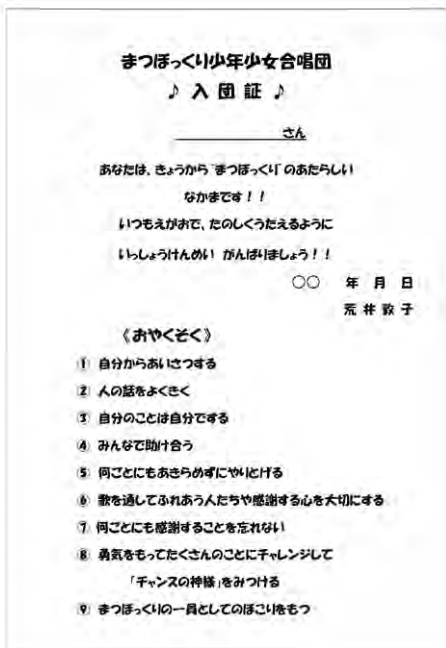 まつぼっくり少年少女合唱団
♪ 入 団 証 ♪
さん
あなたは、きょうから"まつぼっくり"のあたらしい
なかまです！！
いつもえがおで、たのしくうたえるように
いっしょうけんめい がんばりましょう！！
○○ 年 月 日
荒 井 敦 子
《おやくそく》
① 自分からあいさつする
② 人の話をよくきく
③ 自分のことは自分でする
④ みんなで助け合う
⑤ 何ごとにもあきらめずにやりとげる
⑥ 歌を通してふれあう人たちや感謝する心を大切にする
⑦ 何ごとにも感謝することを忘れない
⑧ 勇気をもってたくさんのことにチャレンジして
「チャンスの神様」をみつける
⑨ まつぼっくりの一員としてのほこりをもつ